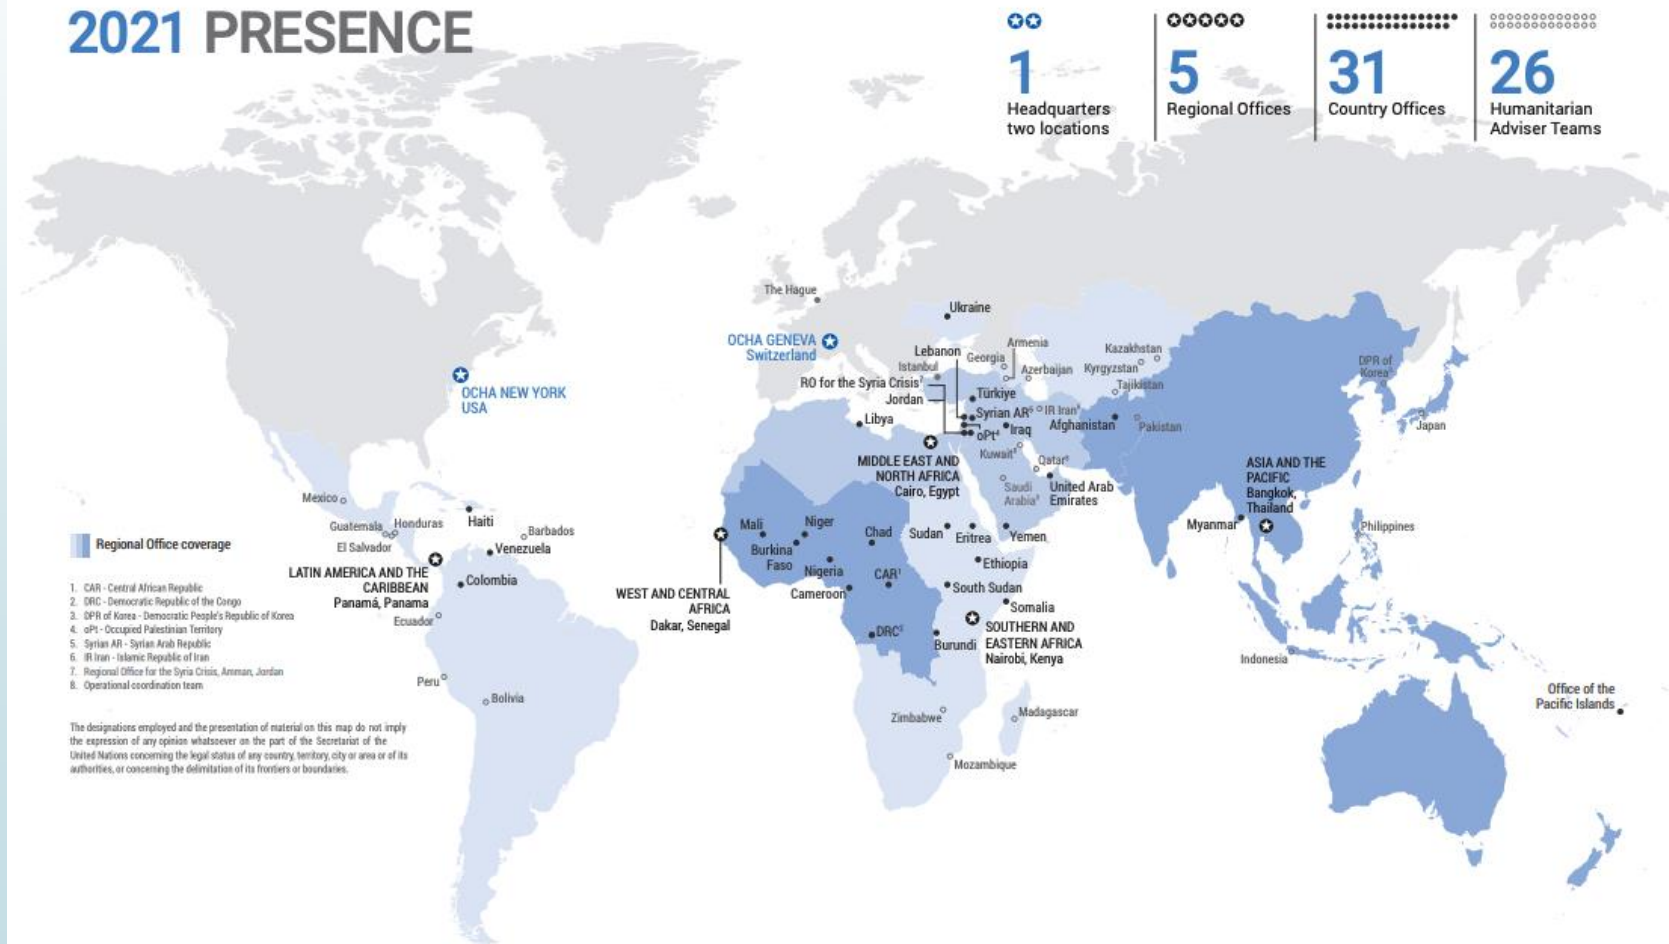 2021 PRESENCE
1
Headquarters
two locations
5
Regional Offices
31
Country Offices
26
Humanitarian
Adviser Teams
The Hague
Ukraine
OCHA GENEVA
Switzerland
OCHA NEW YORK
USA
Lebanon
Georgia
Armenia
Azerbaijan
Istanbul
RO for the Syria Crisis⁷
Jordan
Türkiye
Syrian AR⁵
IR Iran⁶
Kazakhstan
Kyrgyzstan
Tajikistan
Afghanistan
Pakistan
DPR of
Korea³
Japan
Libya
oPt⁴
Iraq
Kuwait⁸
Qatar⁸
Saudi
Arabia⁸
United Arab
Emirates
MIDDLE EAST AND
NORTH AFRICA
Cairo, Egypt
ASIA AND THE
PACIFIC
Bangkok,
Thailand
Myanmar
Philippines
Mexico
Guatemala
Honduras
El Salvador
Haiti
Barbados
Venezuela
Colombia
LATIN AMERICA AND THE
CARIBBEAN
Panamá, Panama
Ecuador
Peru
Bolivia
Mali
Niger
Burkina
Faso
Chad
Nigeria
Cameroon
CAR¹
DRC²
WEST AND CENTRAL
AFRICA
Dakar, Senegal
Sudan
Eritrea
Yemen
Ethiopia
South Sudan
Somalia
Burundi
SOUTHERN AND
EASTERN AFRICA
Nairobi, Kenya
Zimbabwe
Madagascar
Mozambique
Indonesia
Office of the
Pacific Islands
Regional Office coverage
1. CAR - Central African Republic
2. DRC - Democratic Republic of the Congo
3. DPR of Korea - Democratic People's Republic of Korea
4. oPt - Occupied Palestinian Territory
5. Syrian AR - Syrian Arab Republic
6. IR Iran - Islamic Republic of Iran
7. Regional Office for the Syria Crisis, Amman, Jordan
8. Operational coordination team
The designations employed and the presentation of material on this map do not imply
the expression of any opinion whatsoever on the part of the Secretariat of the
United Nations concerning the legal status of any country, territory, city or area or of its
authorities, or concerning the delimitation of its frontiers or boundaries.